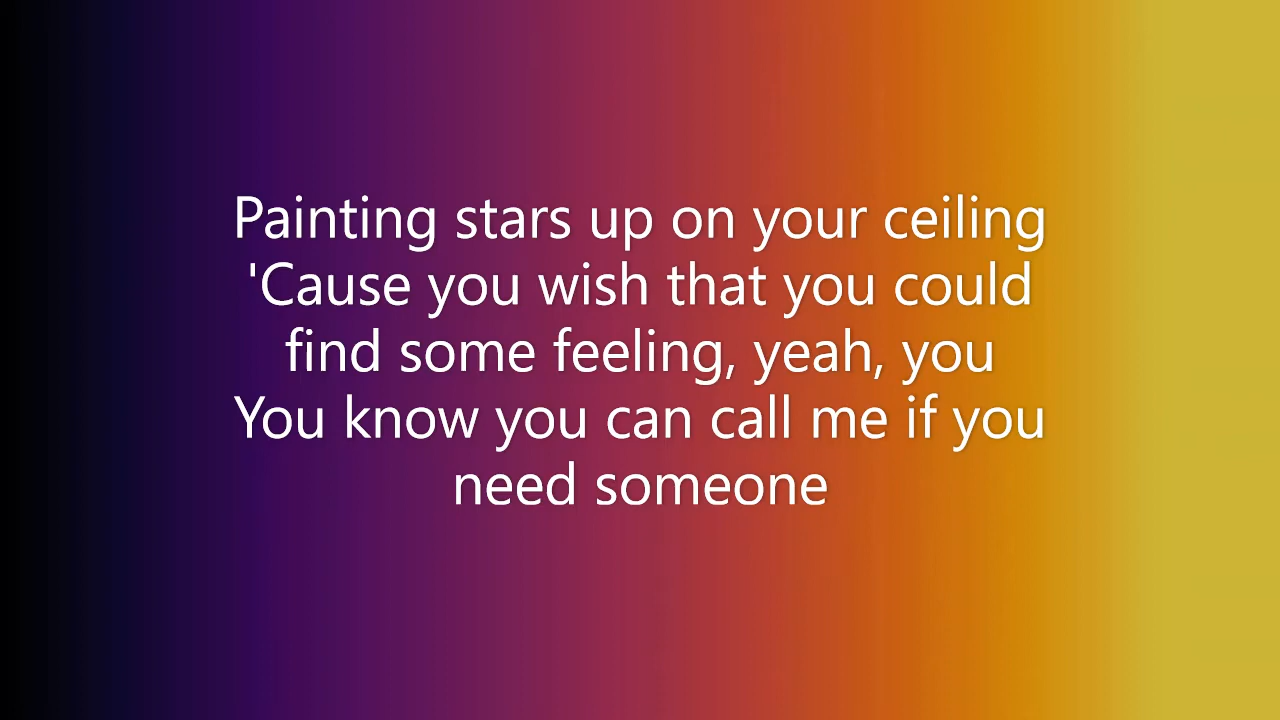 Painting stars up on your ceiling
'Cause you wish that you could
find some feeling, yeah, you
You know you can call me if you
need someone